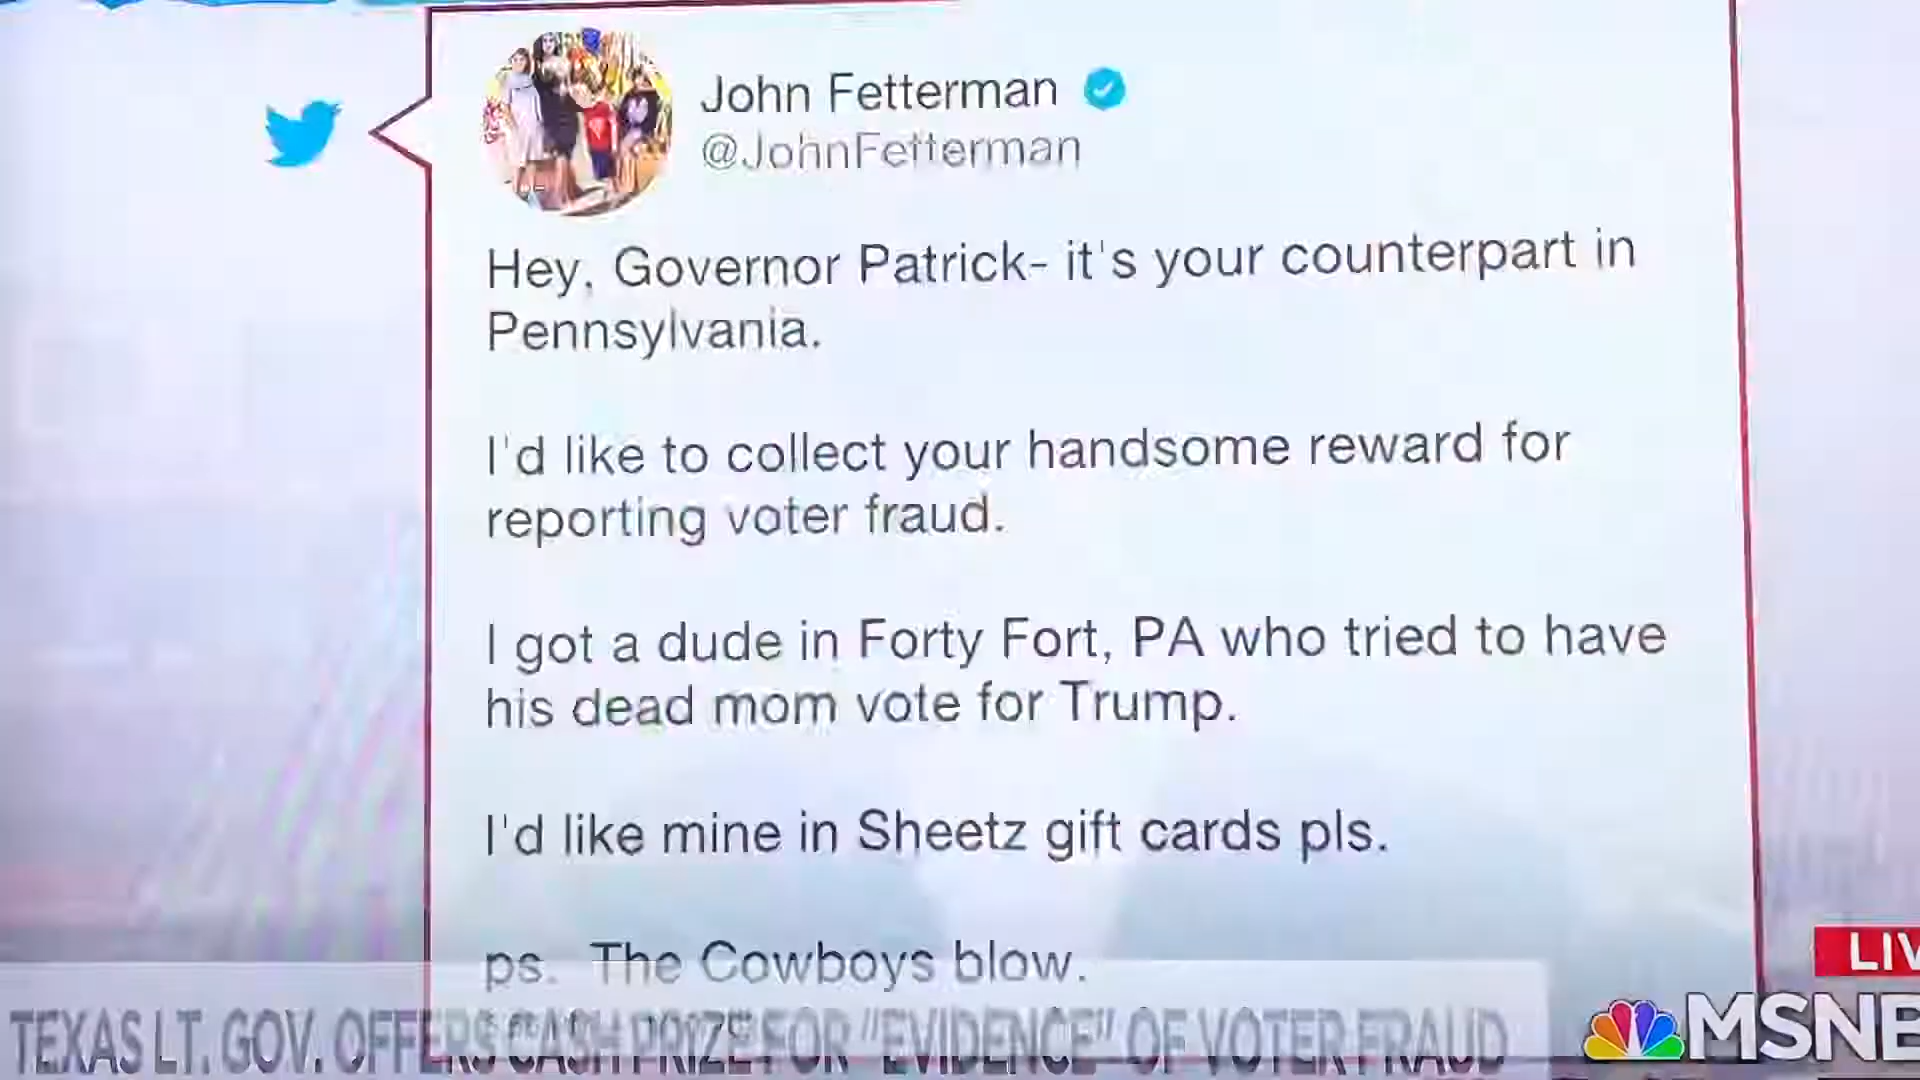 John Fetterman
@JohnFetterman
Hey, Governor Patrick- it's your counterpart in
Pennsylvania.
I'd like to collect your handsome reward for
reporting voter fraud.
I got a dude in Forty Fort, PA who tried to have
his dead mom vote for Trump.
I'd like mine in Sheetz gift cards pls.
ps. The Cowboys blow.
LIV
TEXAS LT. GOV. OFFERS CASH PRIZE FOR "EVIDENCE" OF VOTER FRAUD
MSNB